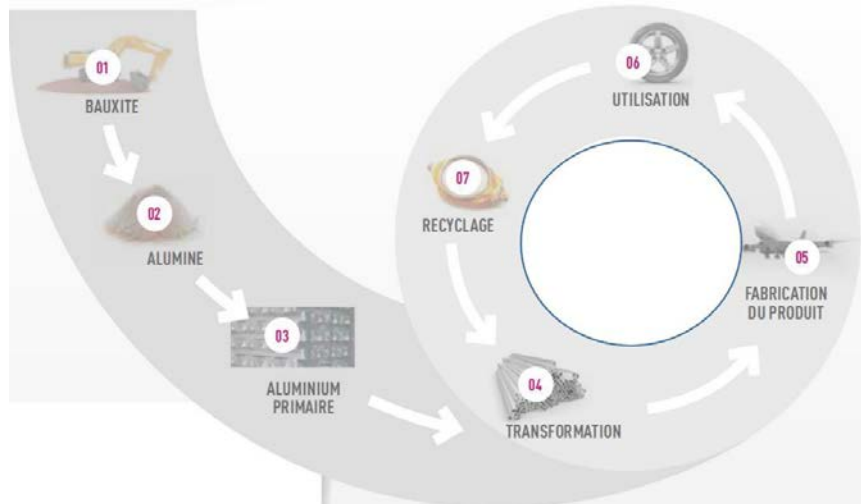 01
BAUXITE
02
ALUMINE
03
ALUMINIUM
PRIMAIRE
04
TRANSFORMATION
05
FABRICATION
DU PRODUIT
06
UTILISATION
07
RECYCLAGE